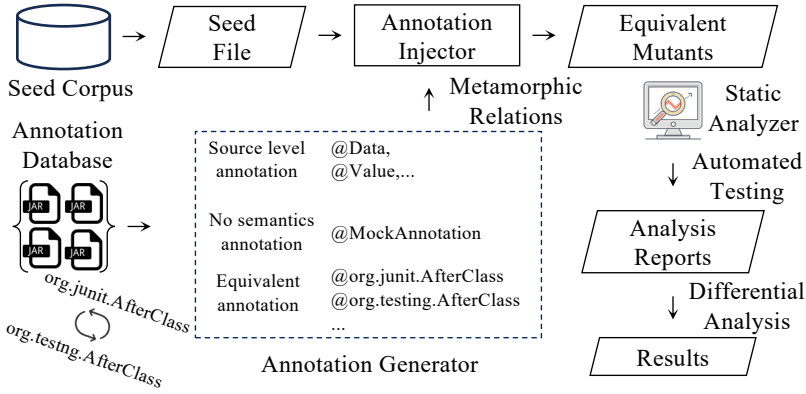 Seed Corpus
Seed
File
Annotation
Injector
Equivalent
Mutants
Metamorphic
Relations
Static
Analyzer
Automated
Testing
Analysis
Reports
Differential
Analysis
Results
Annotation
Database
JAR JAR
JAR JAR
org.junit.AfterClass
org.testng.AfterClass
Source level
annotation
@Data,
@Value,...
No semantics
annotation
@MockAnnotation
Equivalent
annotation
@org.junit.AfterClass
@org.testing.AfterClass
...
Annotation Generator